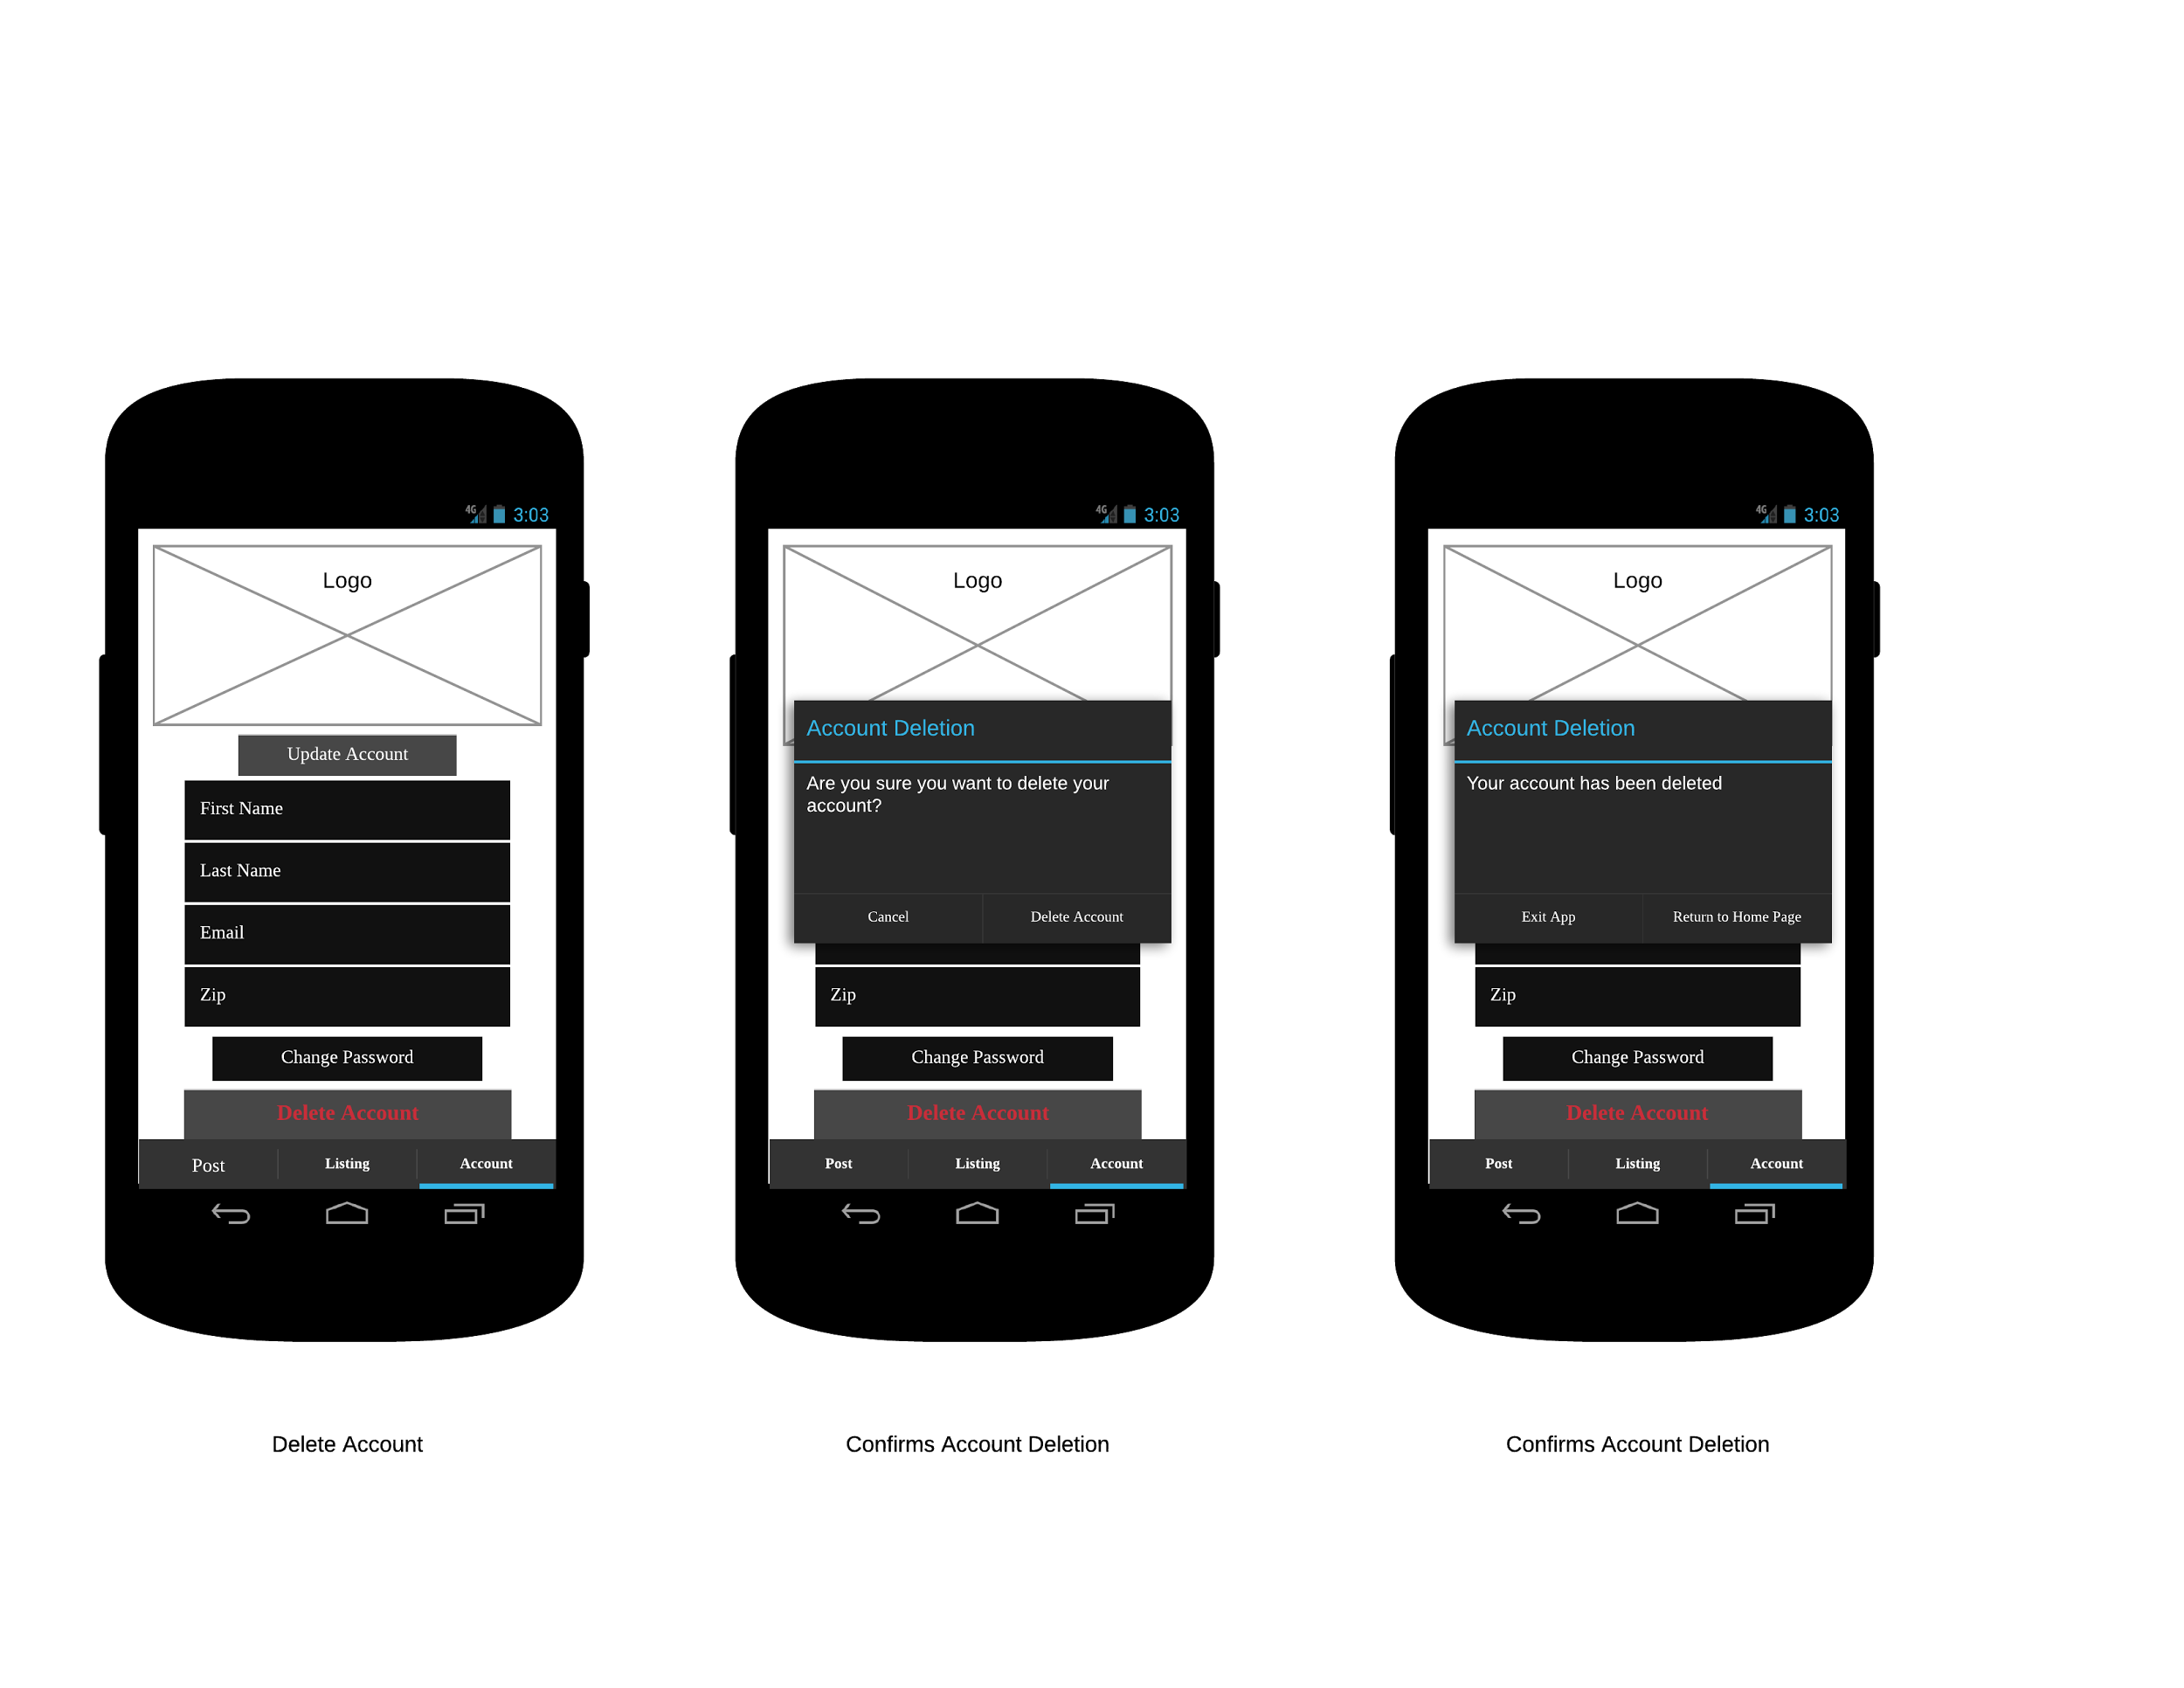 4G 3:03
Logo
Update Account
First Name
Last Name
Email
Zip
Change Password
Delete Account
Post Listing Account
Delete Account
4G 3:03
Logo
Account Deletion
Are you sure you want to delete your
account?
Cancel Delete Account
Zip
Change Password
Delete Account
Post Listing Account
Confirms Account Deletion
4G 3:03
Logo
Account Deletion
Your account has been deleted
Exit App Return to Home Page
Zip
Change Password
Delete Account
Post Listing Account
Confirms Account Deletion